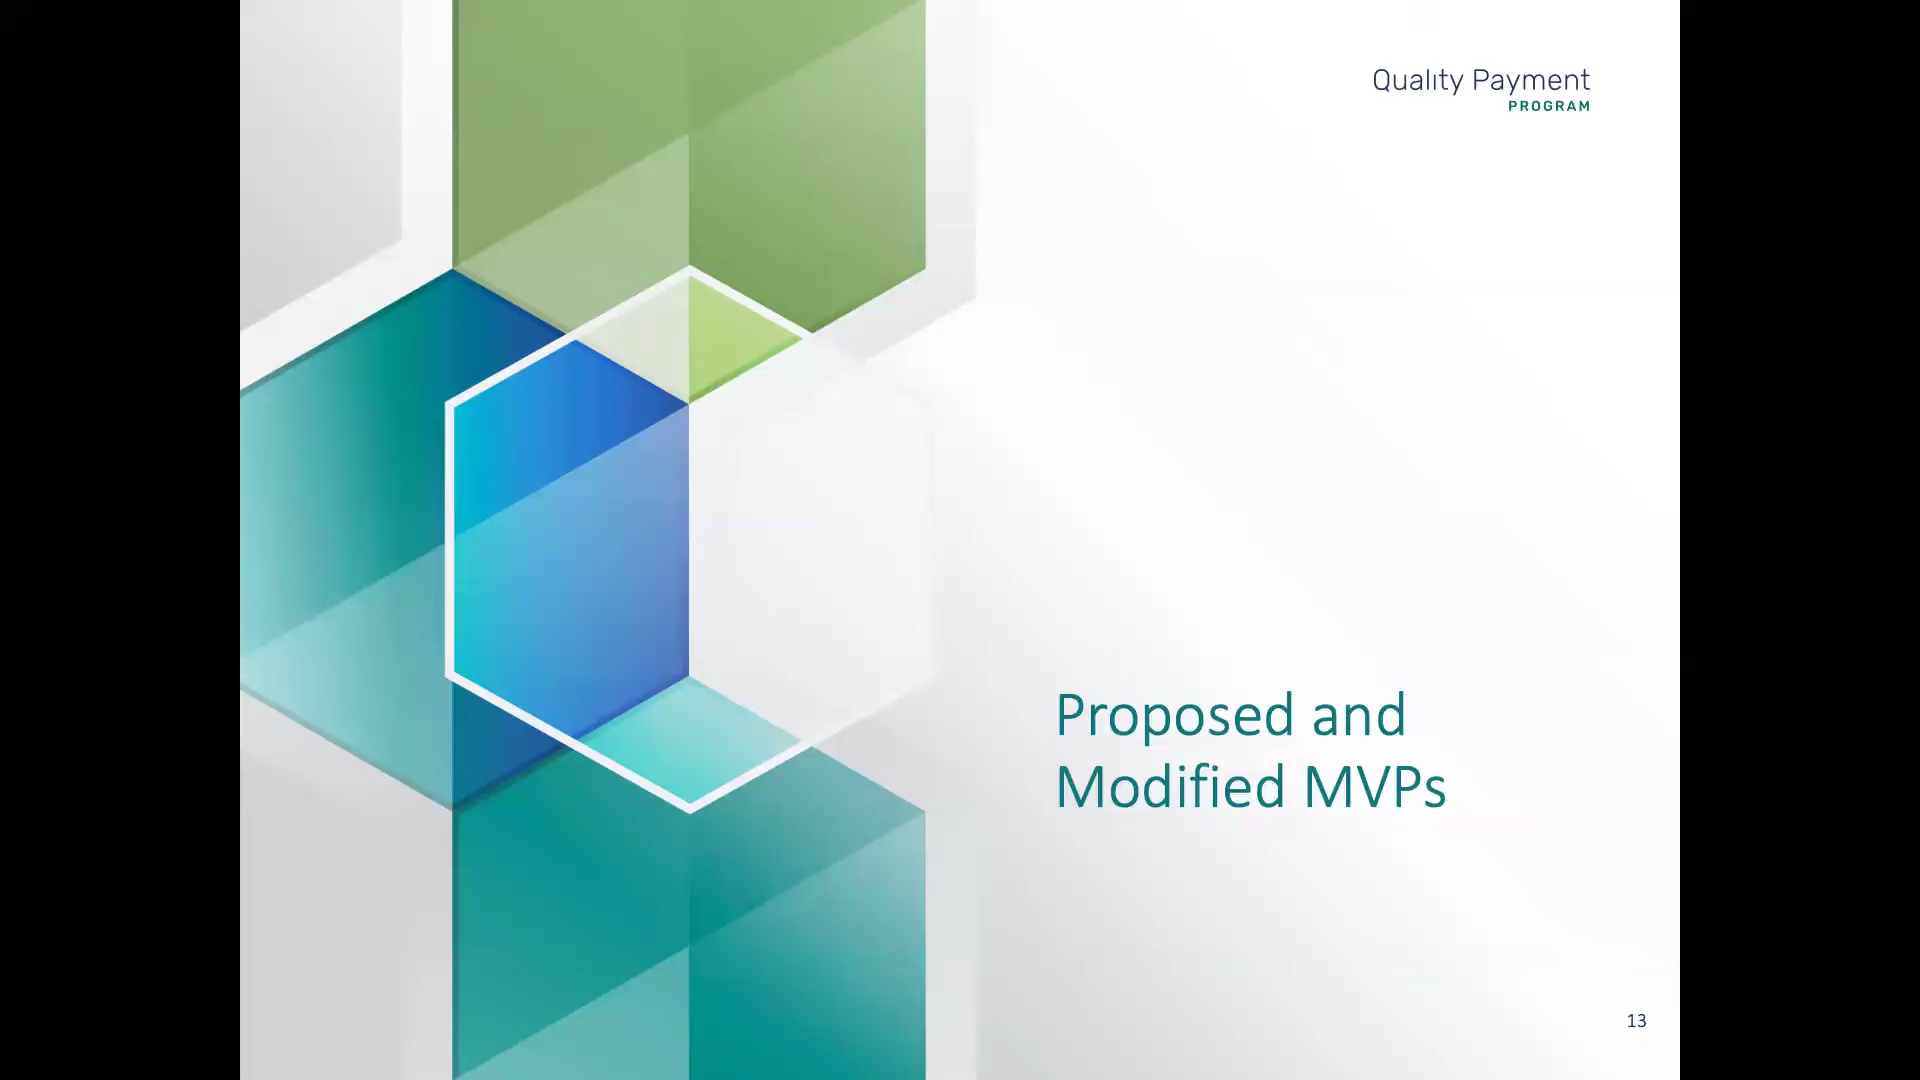 Quality Payment
PROGRAM
Proposed and
Modified MVPs
13